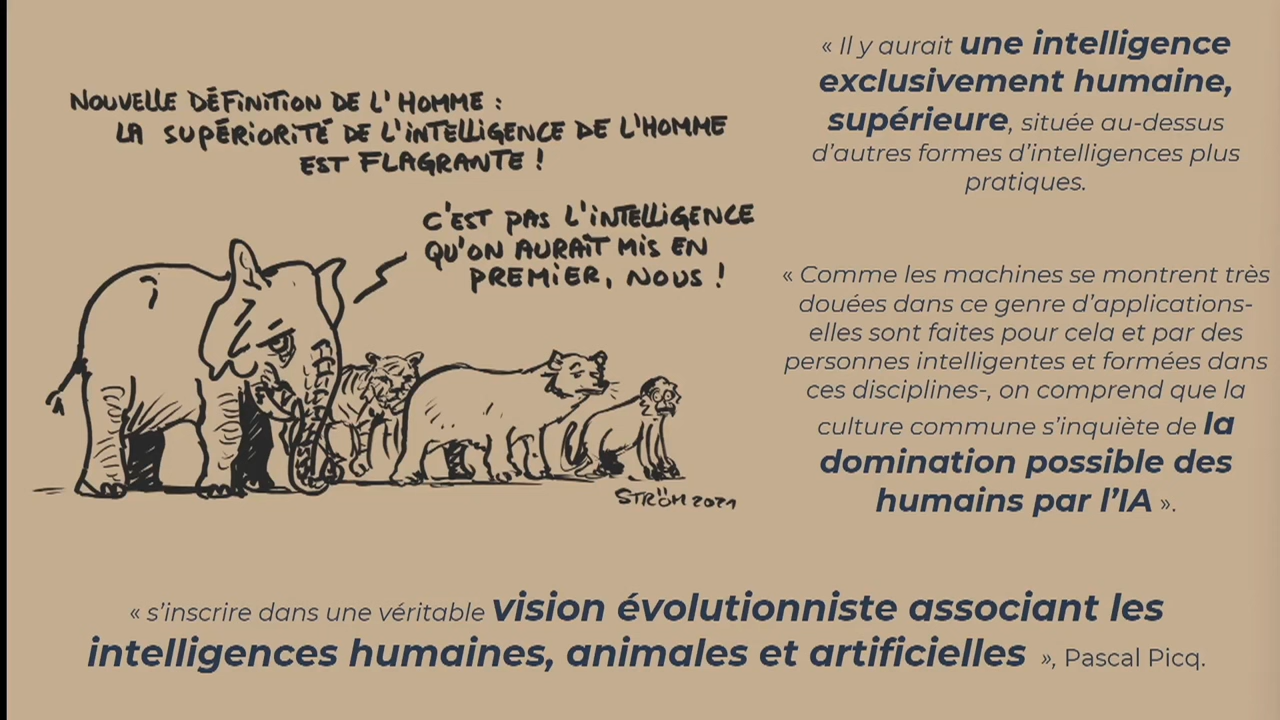 NOUVELLE DÉFINITION DE L'HOMME :
LA SUPÉRIORITÉ DE L'INTELLIGENCE DE L'HOMME
EST FLAGRANTE !
C'EST PAS L'INTELLIGENCE
QU'ON AURAIT MIS EN
PREMIER, NOUS !
STRÖM 2021
« Il y aurait une intelligence
exclusivement humaine,
supérieure, située au-dessus
d'autres formes d'intelligences plus
pratiques.
« Comme les machines se montrent très
douées dans ce genre d'applications-
elles sont faites pour cela et par des
personnes intelligentes et formées dans
ces disciplines-, on comprend que la
culture commune s'inquiète de la
domination possible des
humains par l'IA ».
« s'inscrire dans une véritable vision évolutionniste associant les
intelligences humaines, animales et artificielles », Pascal Picq.